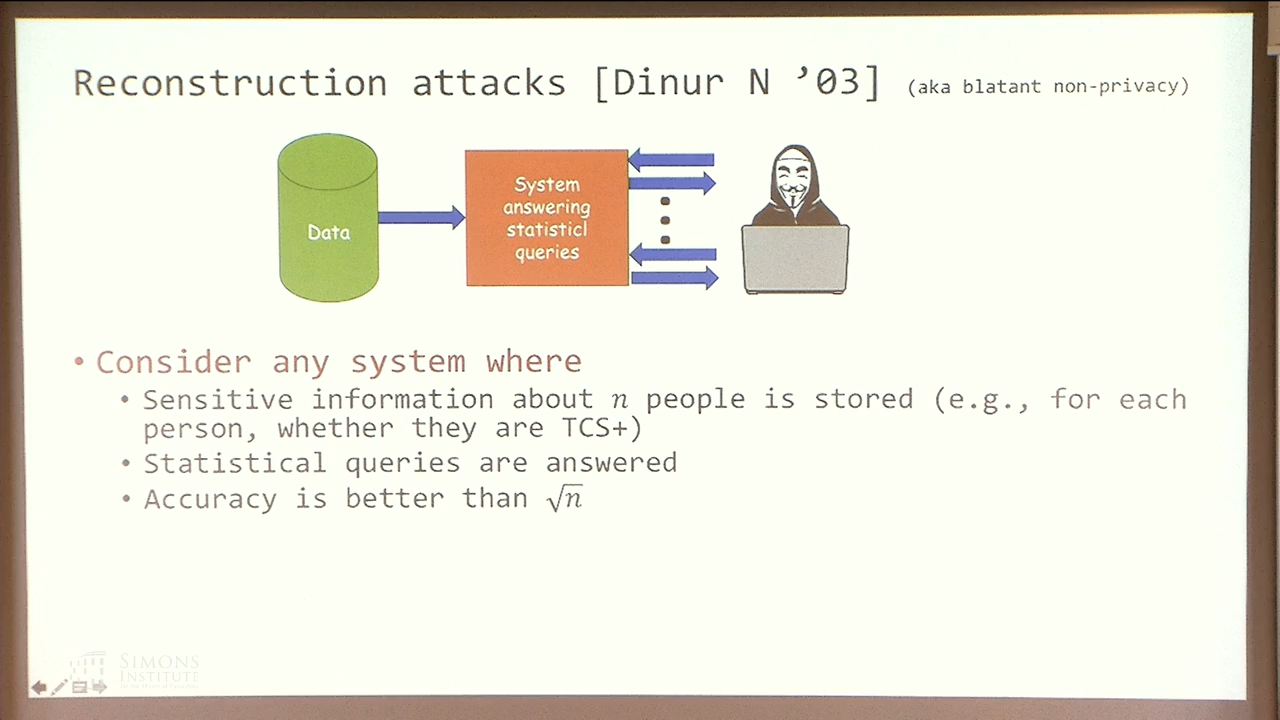 Reconstruction attacks [Dinur N ’03] (aka blatant non-privacy)
Data
System
answering
statisticl
queries
• Consider any system where
• Sensitive information about n people is stored (e.g., for each
person, whether they are TCS+)
• Statistical queries are answered
• Accuracy is better than √n
SIMONS
INSTITUTE